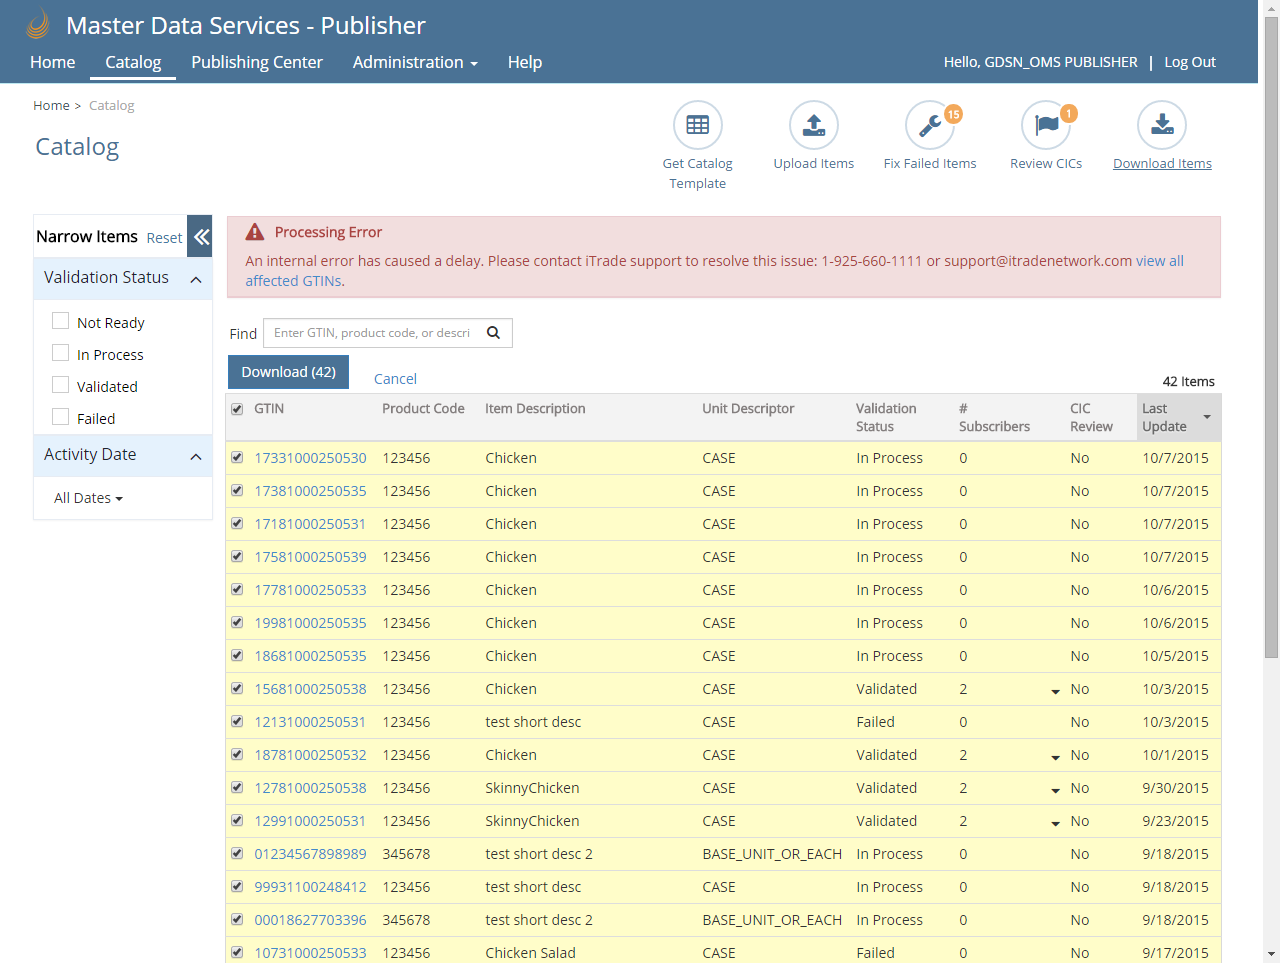 Master Data Services - Publisher
Home Catalog Publishing Center Administration Help
Hello, GDSN_OMS PUBLISHER | Log Out
Home > Catalog
Catalog
Get Catalog
Template
Upload Items
15
Fix Failed Items
1
Review CICs
Download Items
Narrow Items Reset
Validation Status
Not Ready
In Process
Validated
Failed
Activity Date
All Dates
Processing Error
An internal error has caused a delay. Please contact iTrade support to resolve this issue: 1-925-660-1111 or support@itradenetwork.com view all
affected GTINs.
Find Enter GTIN, product code, or descri
Download (42) Cancel
42 Items
GTIN Product Code Item Description Unit Descriptor Validation Status # Subscribers CIC Review Last Update
17331000250530 123456 Chicken CASE In Process 0 No 10/7/2015
17381000250535 123456 Chicken CASE In Process 0 No 10/7/2015
17181000250531 123456 Chicken CASE In Process 0 No 10/7/2015
17581000250539 123456 Chicken CASE In Process 0 No 10/7/2015
17781000250533 123456 Chicken CASE In Process 0 No 10/6/2015
19981000250535 123456 Chicken CASE In Process 0 No 10/6/2015
18681000250535 123456 Chicken CASE In Process 0 No 10/5/2015
15681000250538 123456 Chicken CASE Validated 2 No 10/3/2015
12131000250531 123456 test short desc CASE Failed 0 No 10/3/2015
18781000250532 123456 Chicken CASE Validated 2 No 10/1/2015
12781000250538 123456 SkinnyChicken CASE Validated 2 No 9/30/2015
12991000250531 123456 SkinnyChicken CASE Validated 2 No 9/23/2015
01234567898989 345678 test short desc 2 BASE_UNIT_OR_EACH In Process 0 No 9/18/2015
99931100248412 123456 test short desc CASE In Process 0 No 9/18/2015
00018627703396 345678 test short desc 2 BASE_UNIT_OR_EACH In Process 0 No 9/18/2015
10731000250533 123456 Chicken Salad CASE Failed 0 No 9/17/2015